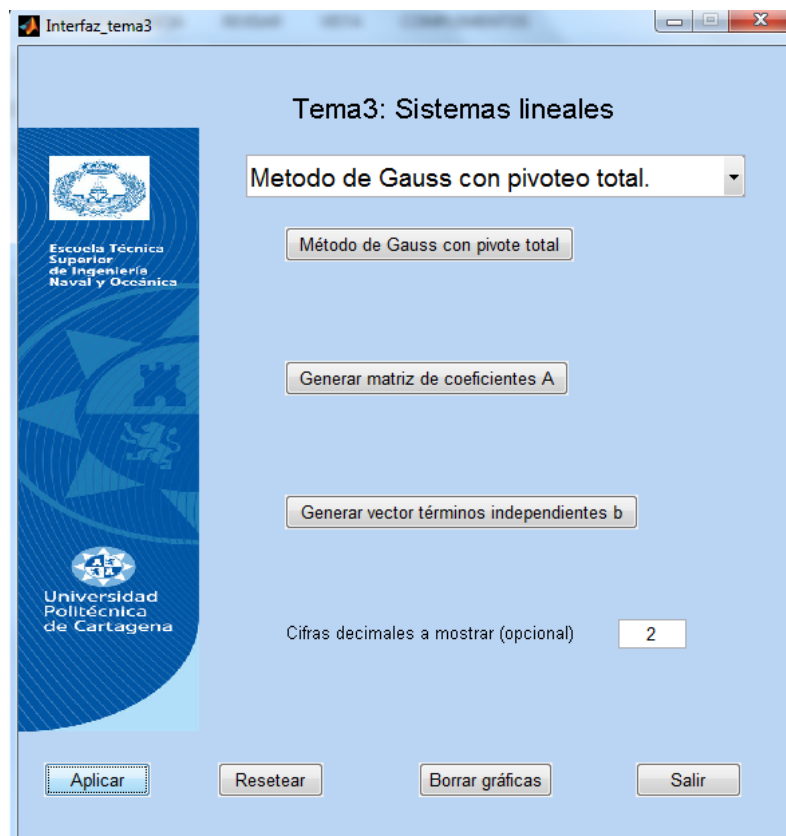 Interfaz_tema3
Tema3: Sistemas lineales
Metodo de Gauss con pivoteo total.
Método de Gauss con pivote total
Escuela Técnica
Superior
de Ingeniería
Naval y Oceánica
Generar matriz de coeficientes A
Generar vector términos independientes b
Universidad
Politécnica
de Cartagena
Cifras decimales a mostrar (opcional) 2
Aplicar Resetear Borrar gráficas Salir